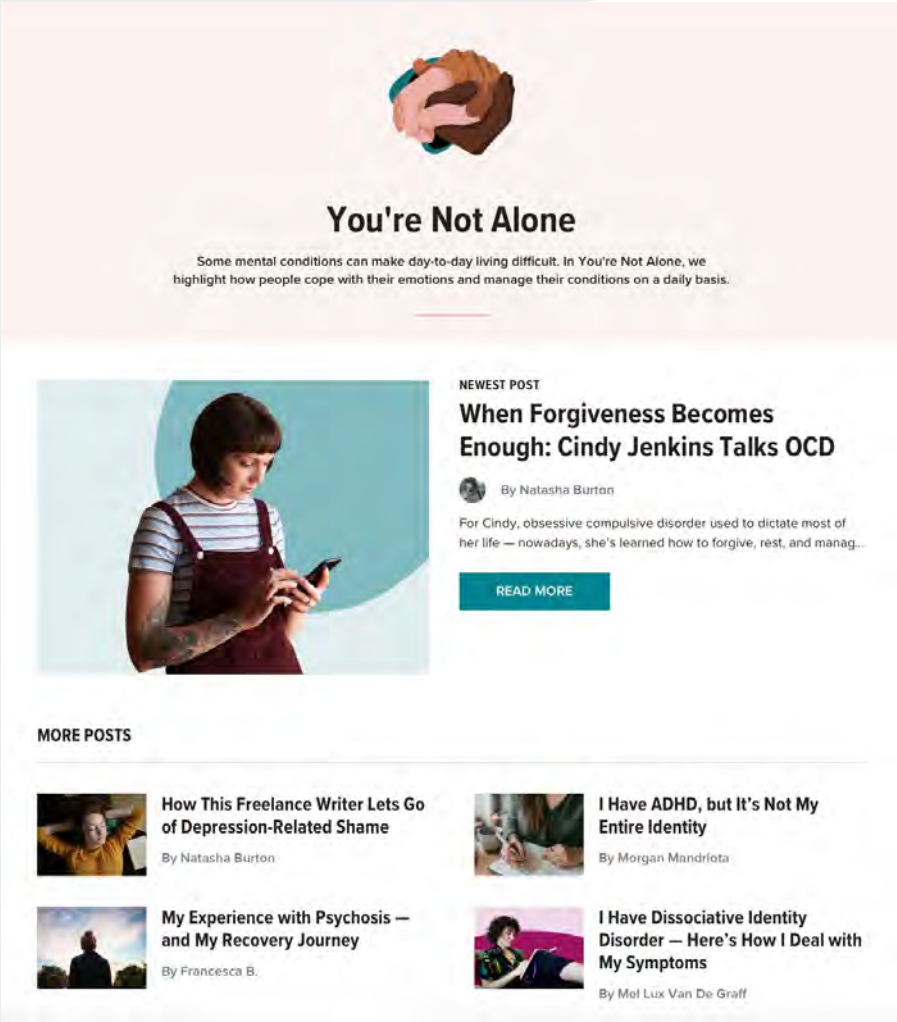 You're Not Alone
Some mental conditions can make day-to-day living difficult. In You're Not Alone, we
highlight how people cope with their emotions and manage their conditions on a daily basis.
NEWEST POST
When Forgiveness Becomes
Enough: Cindy Jenkins Talks OCD
By Natasha Burton
For Cindy, obsessive compulsive disorder used to dictate most of
her life — nowadays, she's learned how to forgive, rest, and manag...
READ MORE
MORE POSTS
How This Freelance Writer Lets Go
of Depression-Related Shame
By Natasha Burton
I Have ADHD, but It's Not My
Entire Identity
By Morgan Mandriota
My Experience with Psychosis —
and My Recovery Journey
By Francesca B.
I Have Dissociative Identity
Disorder — Here's How I Deal with
My Symptoms
By Mel Lux Van De Graff